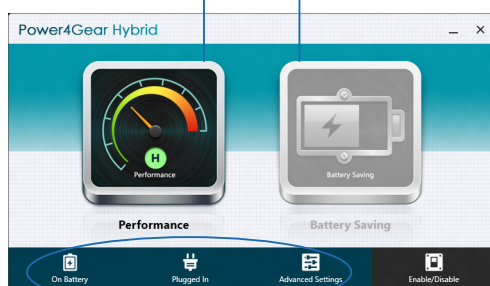 Power4Gear Hybrid
H
Performance
Battery Saving
Performance
Battery Saving
On Battery
Plugged In
Advanced Settings
Enable/Disable